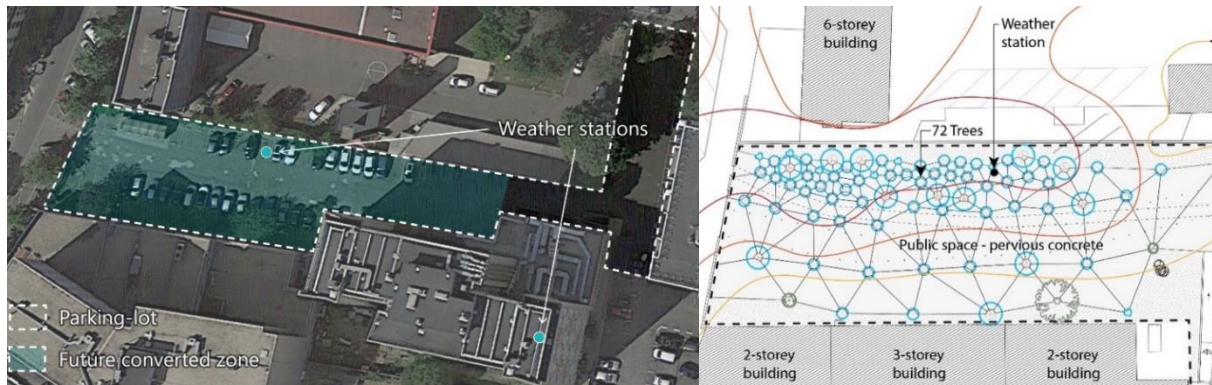 Weather stations
Parking-lot
Future converted zone
6-storey
building
Weather
station
72 Trees
Public space - pervious concrete
2-storey
building
3-storey
building
2-storey
building